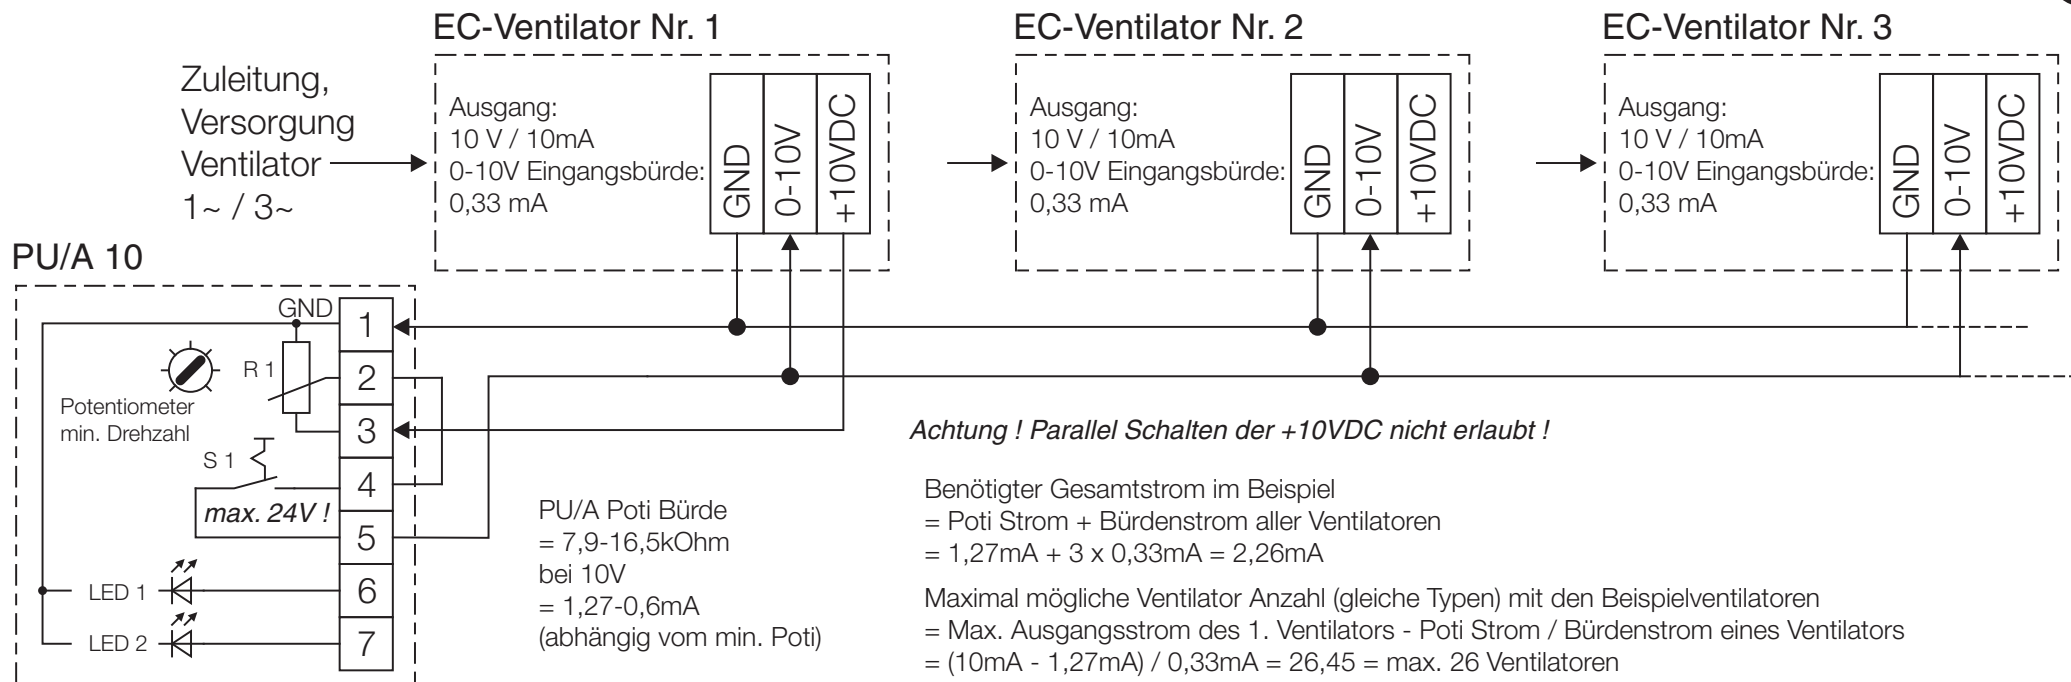 EC-Ventilator Nr. 1
EC-Ventilator Nr. 2
EC-Ventilator Nr. 3
Zuleitung,
Versorgung
Ventilator
1~ / 3~
Ausgang:
10 V / 10mA
0-10V Eingangsbürde:
0,33 mA
GND
0-10V
+10VDC
Ausgang:
10 V / 10mA
0-10V Eingangsbürde:
0,33 mA
GND
0-10V
+10VDC
Ausgang:
10 V / 10mA
0-10V Eingangsbürde:
0,33 mA
GND
0-10V
+10VDC
PU/A 10
GND
1
2
3
4
5
6
7
R 1
Potentiometer
min. Drehzahl
S 1
max. 24V !
LED 1
LED 2
PU/A Poti Bürde
= 7,9-16,5kOhm
bei 10V
= 1,27-0,6mA
(abhängig vom min. Poti)
Achtung ! Parallel Schalten der +10VDC nicht erlaubt !
Benötigter Gesamtstrom im Beispiel
= Poti Strom + Bürdenstrom aller Ventilatoren
= 1,27mA + 3 x 0,33mA = 2,26mA
Maximal mögliche Ventilator Anzahl (gleiche Typen) mit den Beispielventilatoren
= Max. Ausgangsstrom des 1. Ventilators - Poti Strom / Bürdenstrom eines Ventilators
= (10mA - 1,27mA) / 0,33mA = 26,45 = max. 26 Ventilatoren